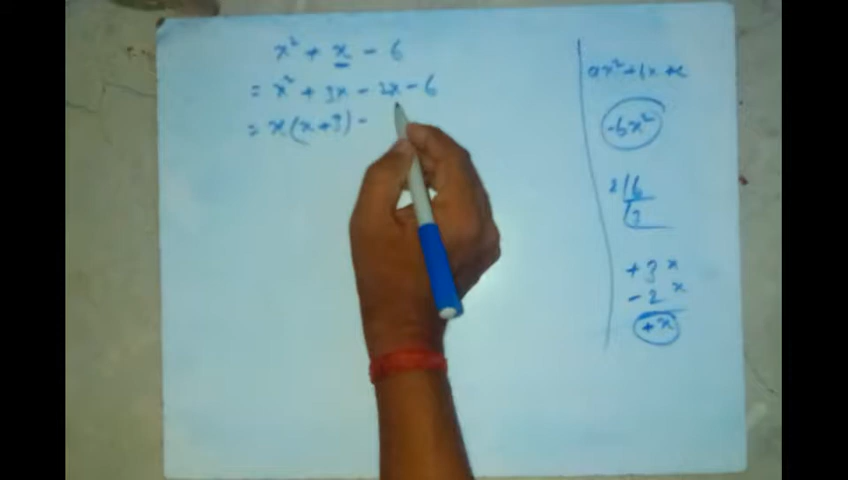 x² + x - 6
= x² + 3x - 2x - 6
= x(x+3) -
ax² + bx + c
-6x²
2|6
3
+3x
-2x
+x